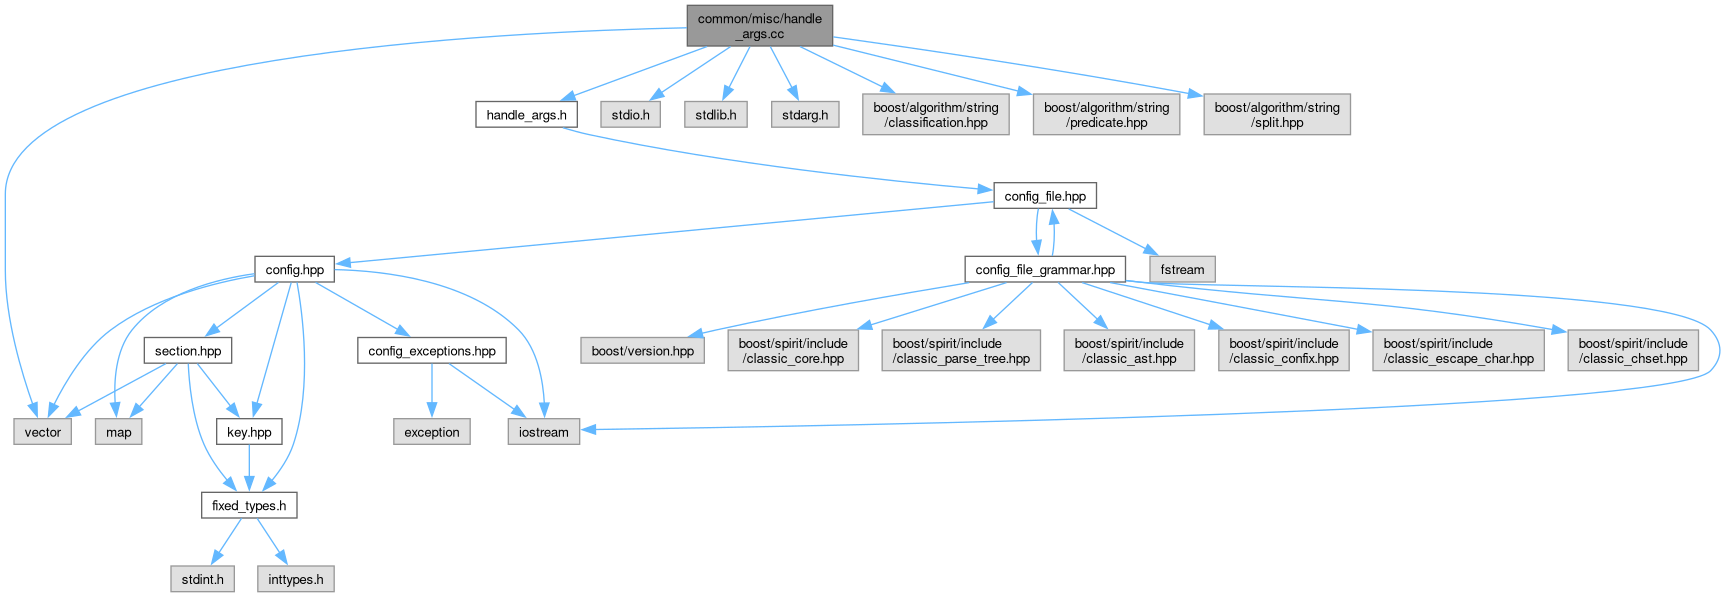 common/misc/handle
_args.cc
handle_args.h
stdio.h
stdlib.h
stdarg.h
boost/algorithm/string
/classification.hpp
boost/algorithm/string
/predicate.hpp
boost/algorithm/string
/split.hpp
config_file.hpp
config.hpp
config_file_grammar.hpp
fstream
section.hpp
config_exceptions.hpp
boost/version.hpp
boost/spirit/include
/classic_core.hpp
boost/spirit/include
/classic_parse_tree.hpp
boost/spirit/include
/classic_ast.hpp
boost/spirit/include
/classic_confix.hpp
boost/spirit/include
/classic_escape_char.hpp
boost/spirit/include
/classic_chset.hpp
vector
map
key.hpp
exception
iostream
fixed_types.h
stdint.h
inttypes.h